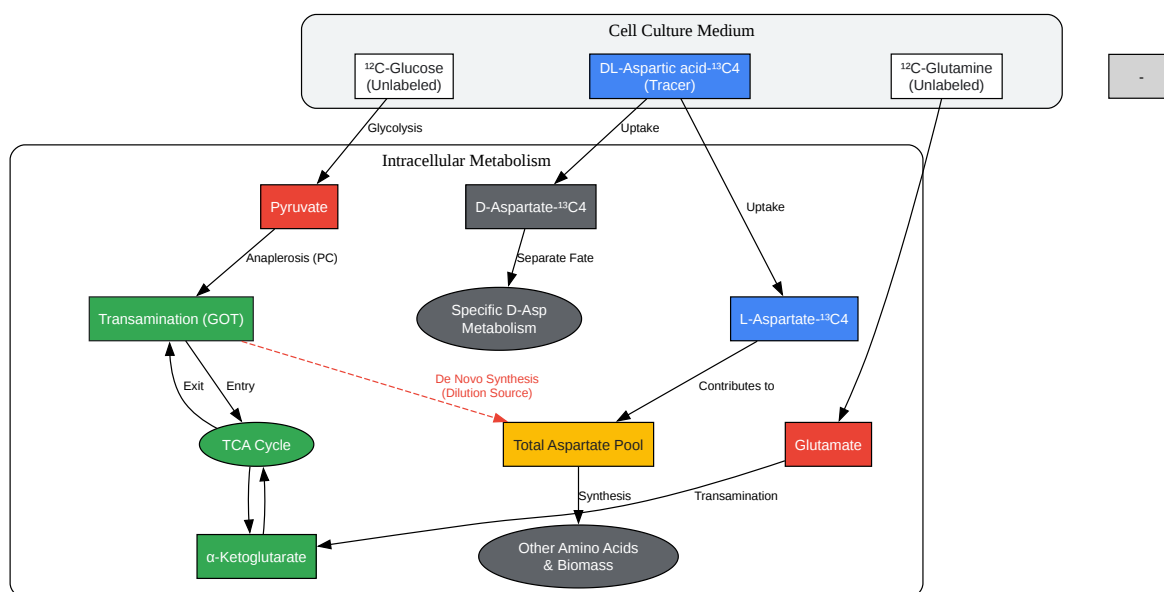 Cell Culture Medium
¹²C-Glucose
(Unlabeled)
DL-Aspartic acid-¹³C4
(Tracer)
¹²C-Glutamine
(Unlabeled)
-
Glycolysis
Uptake
Intracellular Metabolism
Pyruvate
D-Aspartate-¹³C4
Uptake
Anaplerosis (PC)
Separate Fate
Transamination (GOT)
Specific D-Asp
Metabolism
L-Aspartate-¹³C4
Exit
Entry
De Novo Synthesis
(Dilution Source)
Contributes to
TCA Cycle
Total Aspartate Pool
Glutamate
Synthesis
Transamination
α-Ketoglutarate
Other Amino Acids
& Biomass